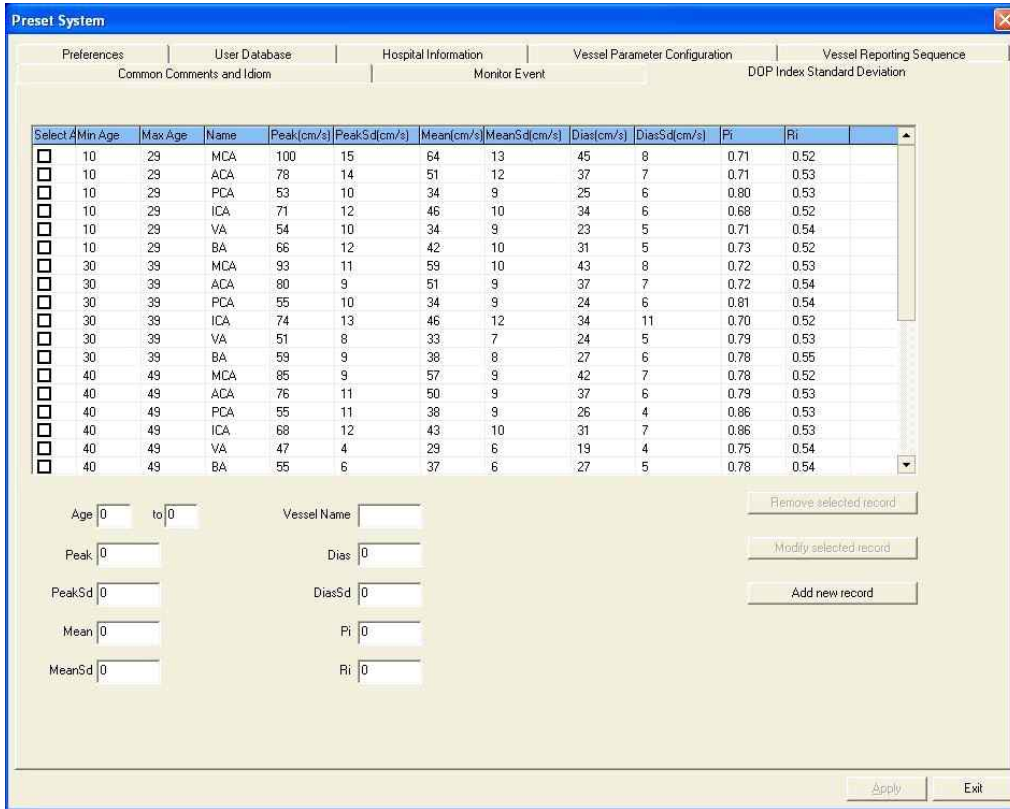 Preset System
Preferences User Database Hospital Information Vessel Parameter Configuration Vessel Reporting Sequence
Common Comments and Idiom Monitor Event DOP Index Standard Deviation
Select A Min Age Max Age Name Peak(cm/s) PeakSd(cm/s) Mean(cm/s) MeanSd(cm/s) Dias(cm/s) DiasSd(cm/s) Pi Ri
10 29 MCA 100 15 64 13 45 8 0.71 0.52
10 29 ACA 78 14 51 12 37 7 0.71 0.53
10 29 PCA 53 10 34 9 25 6 0.80 0.53
10 29 ICA 71 12 46 10 34 6 0.68 0.52
10 29 VA 54 10 34 9 23 5 0.71 0.54
10 29 BA 66 12 42 10 31 5 0.73 0.52
30 39 MCA 93 11 59 10 43 8 0.72 0.53
30 39 ACA 80 9 51 9 37 7 0.72 0.54
30 39 PCA 55 10 34 9 24 6 0.81 0.54
30 39 ICA 74 13 46 12 34 11 0.70 0.52
30 39 VA 51 8 33 7 24 5 0.79 0.53
30 39 BA 59 9 38 8 27 6 0.78 0.55
40 49 MCA 85 9 57 9 42 7 0.78 0.52
40 49 ACA 76 11 50 9 37 6 0.79 0.53
40 49 PCA 55 11 38 9 26 4 0.86 0.53
40 49 ICA 68 12 43 10 31 7 0.86 0.53
40 49 VA 47 4 29 6 19 4 0.75 0.54
40 49 BA 55 6 37 6 27 5 0.78 0.54
Age 0 to 0 Vessel Name Remove selected record
Peak 0 Dias 0 Modify selected record
PeakSd 0 DiasSd 0 Add new record
Mean 0 Pi 0
MeanSd 0 Ri 0
Apply Exit